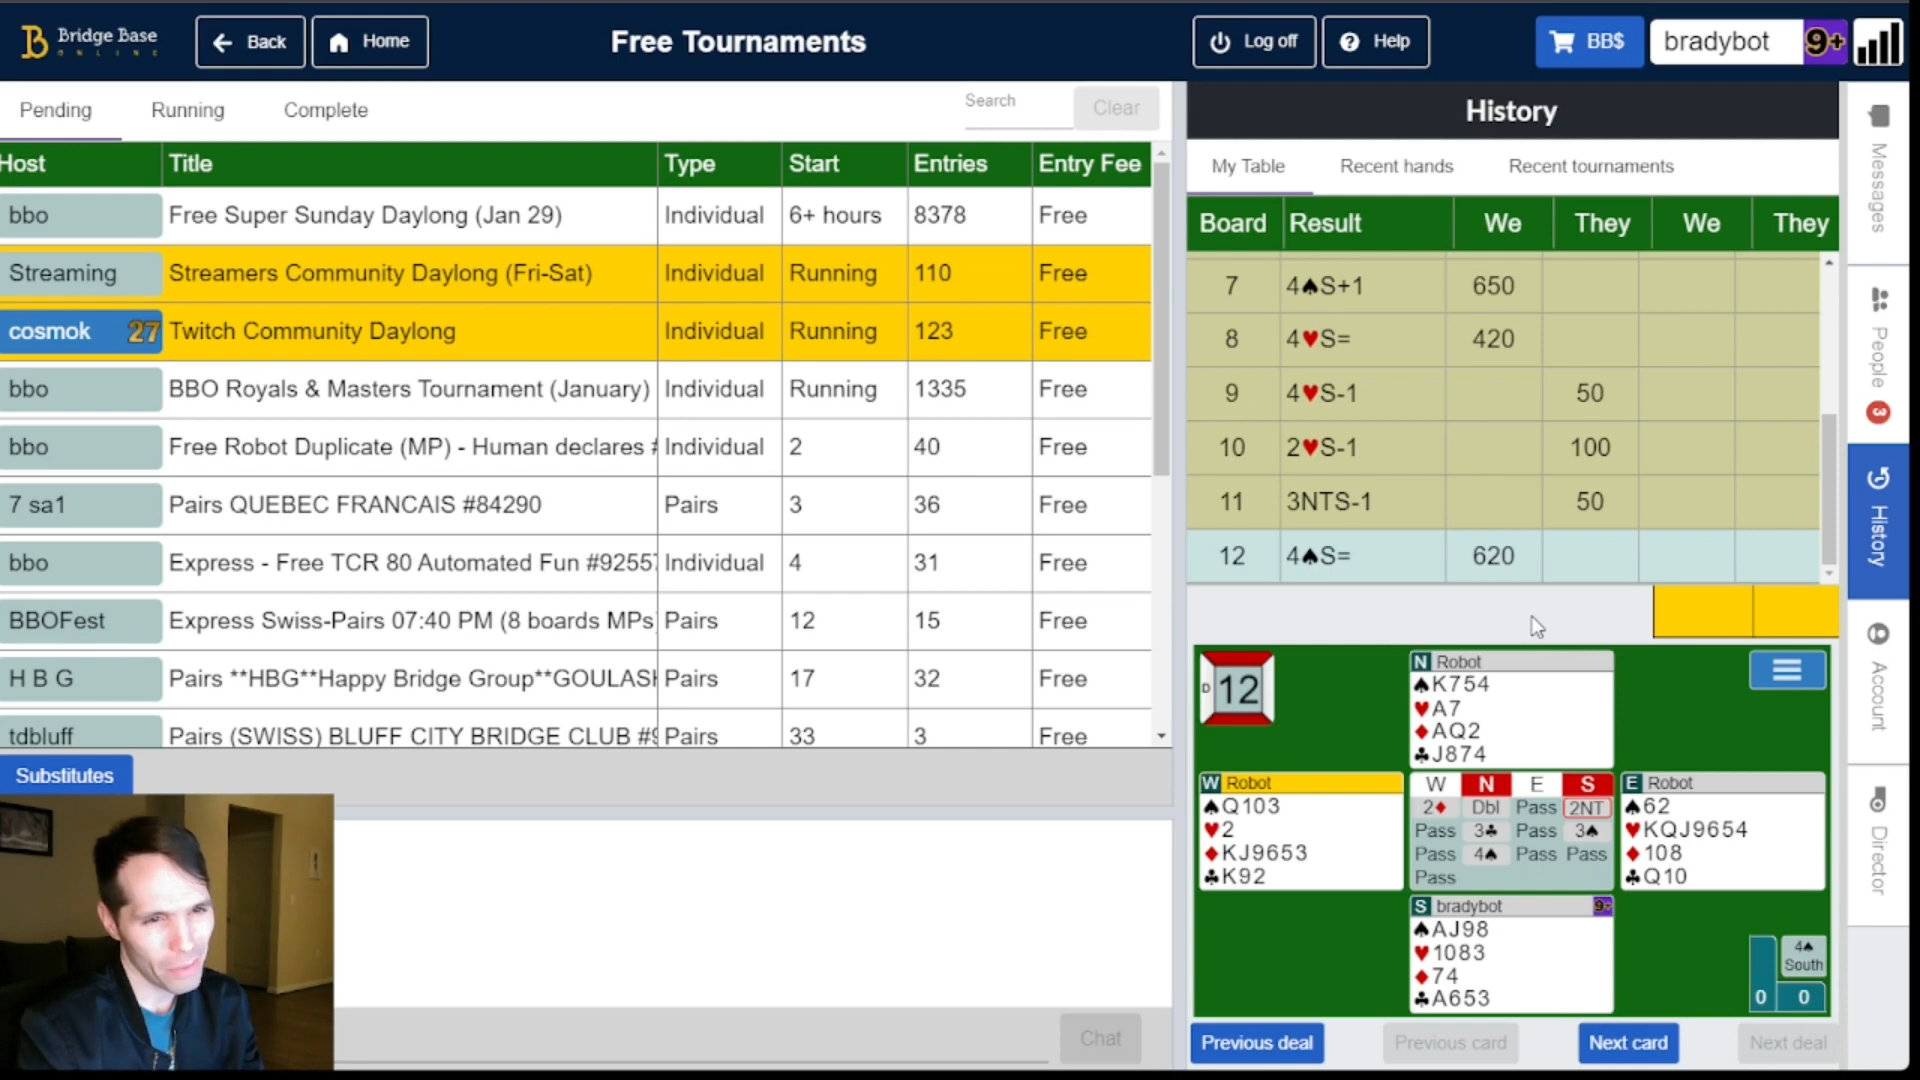 Bridge Base
ONLINE
Back
Home
Free Tournaments
Log off
Help
BB$
bradybot
9+
Pending
Running
Complete
Search
Clear
Host Title Type Start Entries Entry Fee
bbo Free Super Sunday Daylong (Jan 29) Individual 6+ hours 8378 Free
Streaming Streamers Community Daylong (Fri-Sat) Individual Running 110 Free
cosmok 27 Twitch Community Daylong Individual Running 123 Free
bbo BBO Royals & Masters Tournament (January) Individual Running 1335 Free
bbo Free Robot Duplicate (MP) - Human declares # Individual 2 40 Free
7 sa1 Pairs QUEBEC FRANCAIS #84290 Pairs 3 36 Free
bbo Express - Free TCR 80 Automated Fun #9255 Individual 4 31 Free
BBOFest Express Swiss-Pairs 07:40 PM (8 boards MPs) Pairs 12 15 Free
H B G Pairs **HBG**Happy Bridge Group**GOULASH Pairs 17 32 Free
tdbluff Pairs (SWISS) BLUFF CITY BRIDGE CLUB #9 Pairs 33 3 Free
Substitutes
Chat
History
My Table
Recent hands
Recent tournaments
Board Result We They We They
7 4♠S+1 650
8 4♥S= 420
9 4♥S-1 50
10 2♥S-1 100
11 3NTS-1 50
12 4♠S= 620
D 12
N Robot
♠K754
♥A7
♦AQ2
♣J874
W Robot
♠Q103
♥2
♦KJ9653
♣K92
W N E S
2♦ Dbl Pass 2NT
Pass 3♣ Pass 3♠
Pass 4♠ Pass Pass
Pass
E Robot
♠62
♥KQJ9654
♦108
♣Q10
S bradybot 9+
♠AJ98
♥1083
♦74
♣A653
4♠
South
0 0
Previous deal
Previous card
Next card
Next deal
Messages
People
3
History
Account
Director